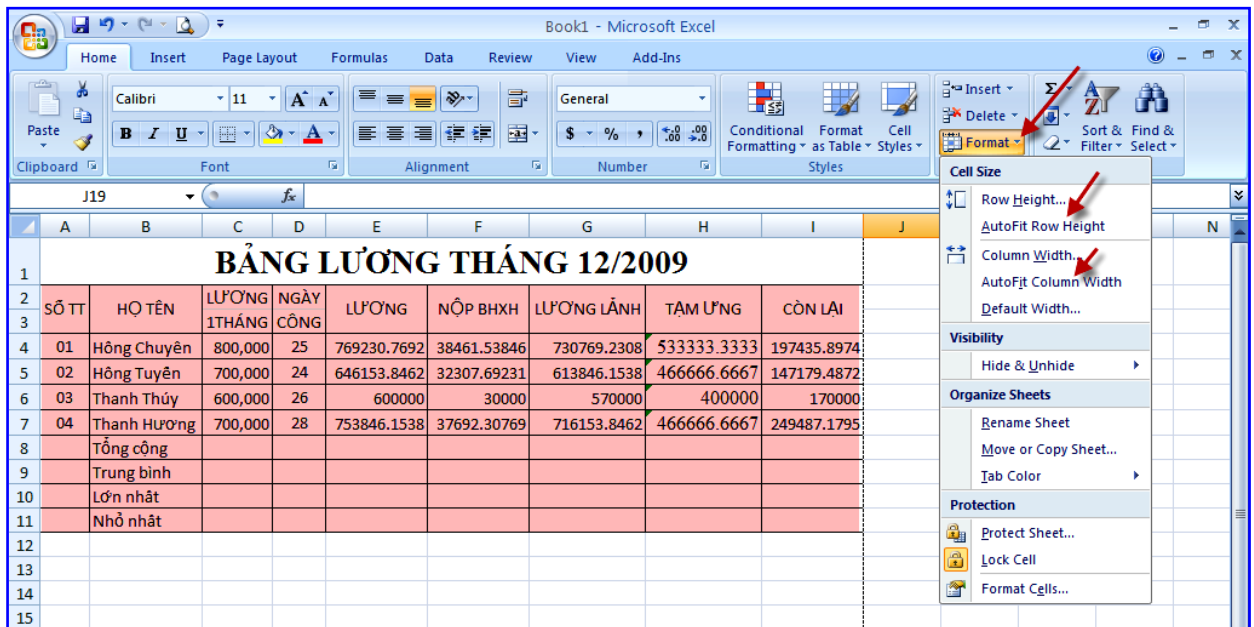 Book1 - Microsoft Excel
Home Insert Page Layout Formulas Data Review View Add-Ins
Calibri 11 A A General Insert
Paste Delete
B I U A $ % , Conditional Formatting Format as Table Cell Styles Format Sort & Filter Find & Select
Clipboard Font Alignment Number Styles
J19 fx
A B C D E F G H I J N
1 BẢNG LƯƠNG THÁNG 12/2009
2 SỐ TT HỌ TÊN LƯƠNG NGÀY LƯƠNG NỘP BHXH LƯƠNG LÃNH TẠM ƯNG CÒN LẠI
3 1THÁNG CÔNG
4 01 Hông Chuyên 800,000 25 769230.7692 38461.53846 730769.2308 533333.3333 197435.8974
5 02 Hông Tuyên 700,000 24 646153.8462 32307.69231 613846.1538 466666.6667 147179.4872
6 03 Thanh Thúy 600,000 26 600000 30000 570000 400000 170000
7 04 Thanh Hương 700,000 28 753846.1538 37692.30769 716153.8462 466666.6667 249487.1795
8 Tổng cộng
9 Trung bình
10 Lớn nhât
11 Nhỏ nhât
12
13
14
15
Cell Size
Row Height...
AutoFit Row Height
Column Width...
AutoFit Column Width
Default Width...
Visibility
Hide & Unhide
Organize Sheets
Rename Sheet
Move or Copy Sheet...
Tab Color
Protection
Protect Sheet...
Lock Cell
Format Cells...